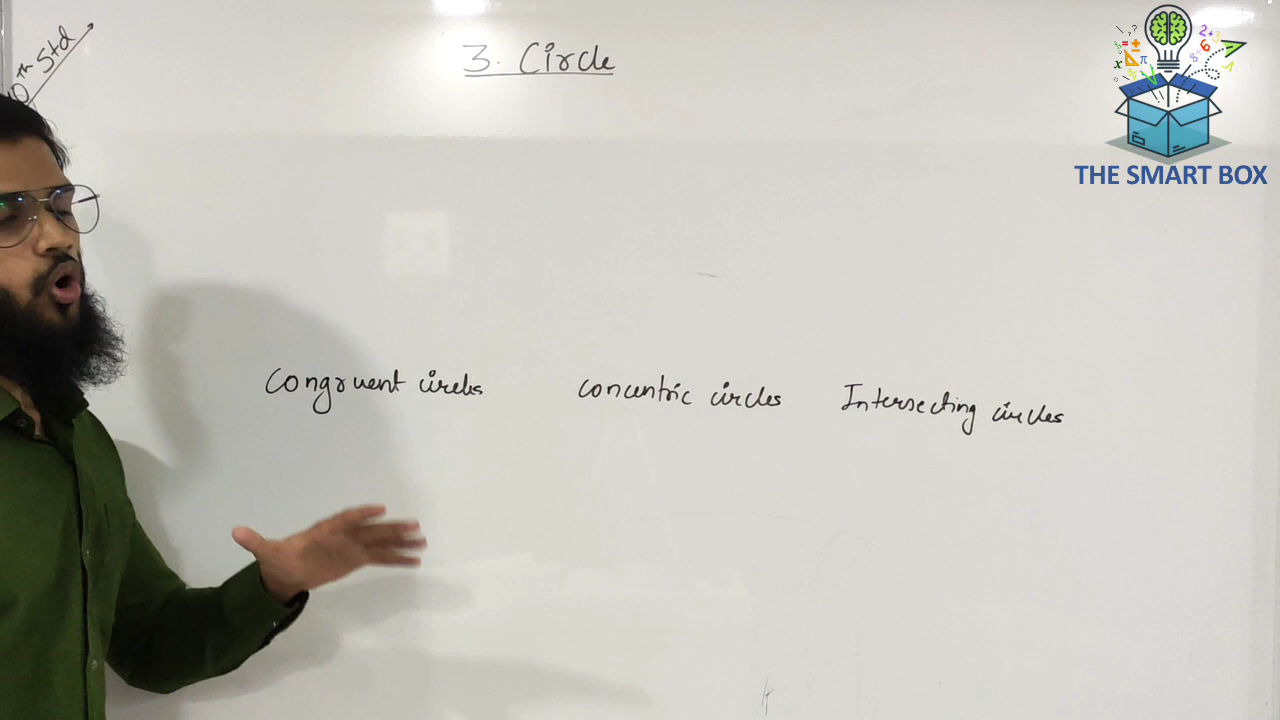 10th Std
3. Circle
THE SMART BOX
Congruent circles
concentric circles
Intersecting circles